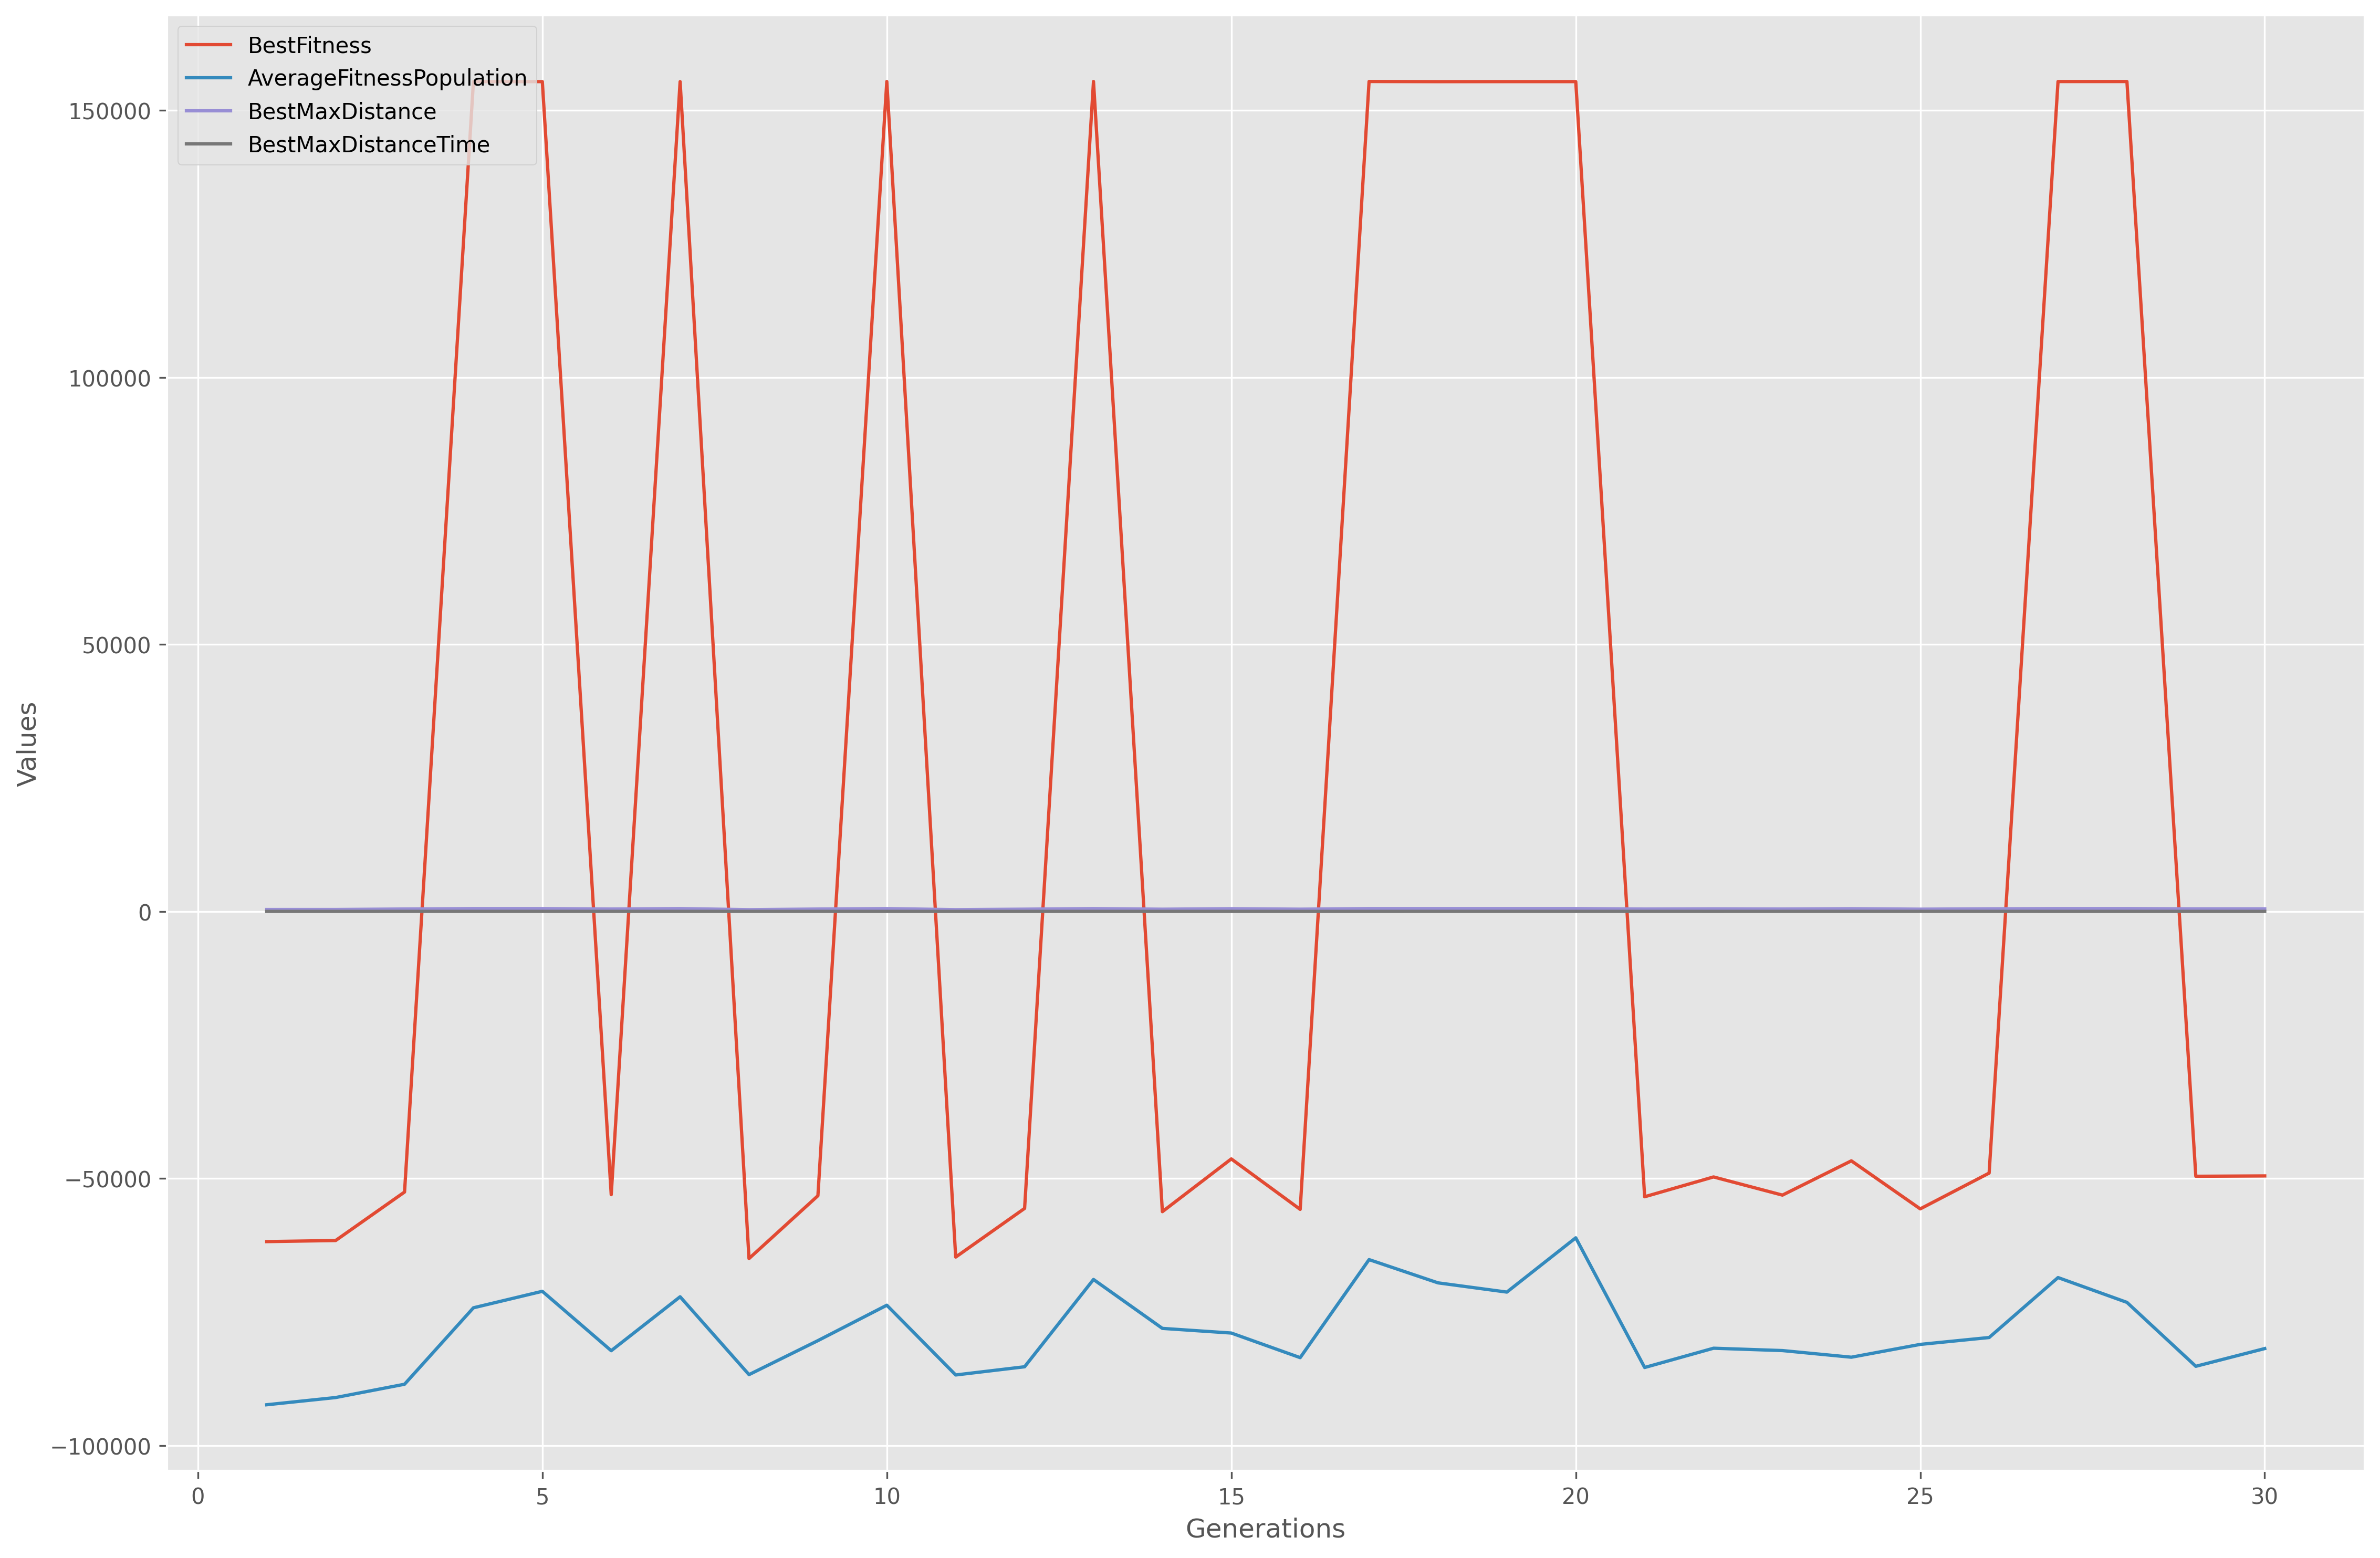 BestFitness
AverageFitnessPopulation
BestMaxDistance
BestMaxDistanceTime
150000
100000
50000
0
−50000
−100000
Values
0 5 10 15 20 25 30
Generations